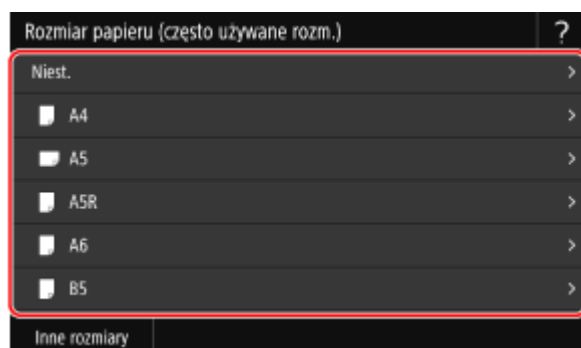 Rozmiar papieru (często używane rozm.) ?
Niest.
A4
A5
A5R
A6
B5
Inne rozmiary